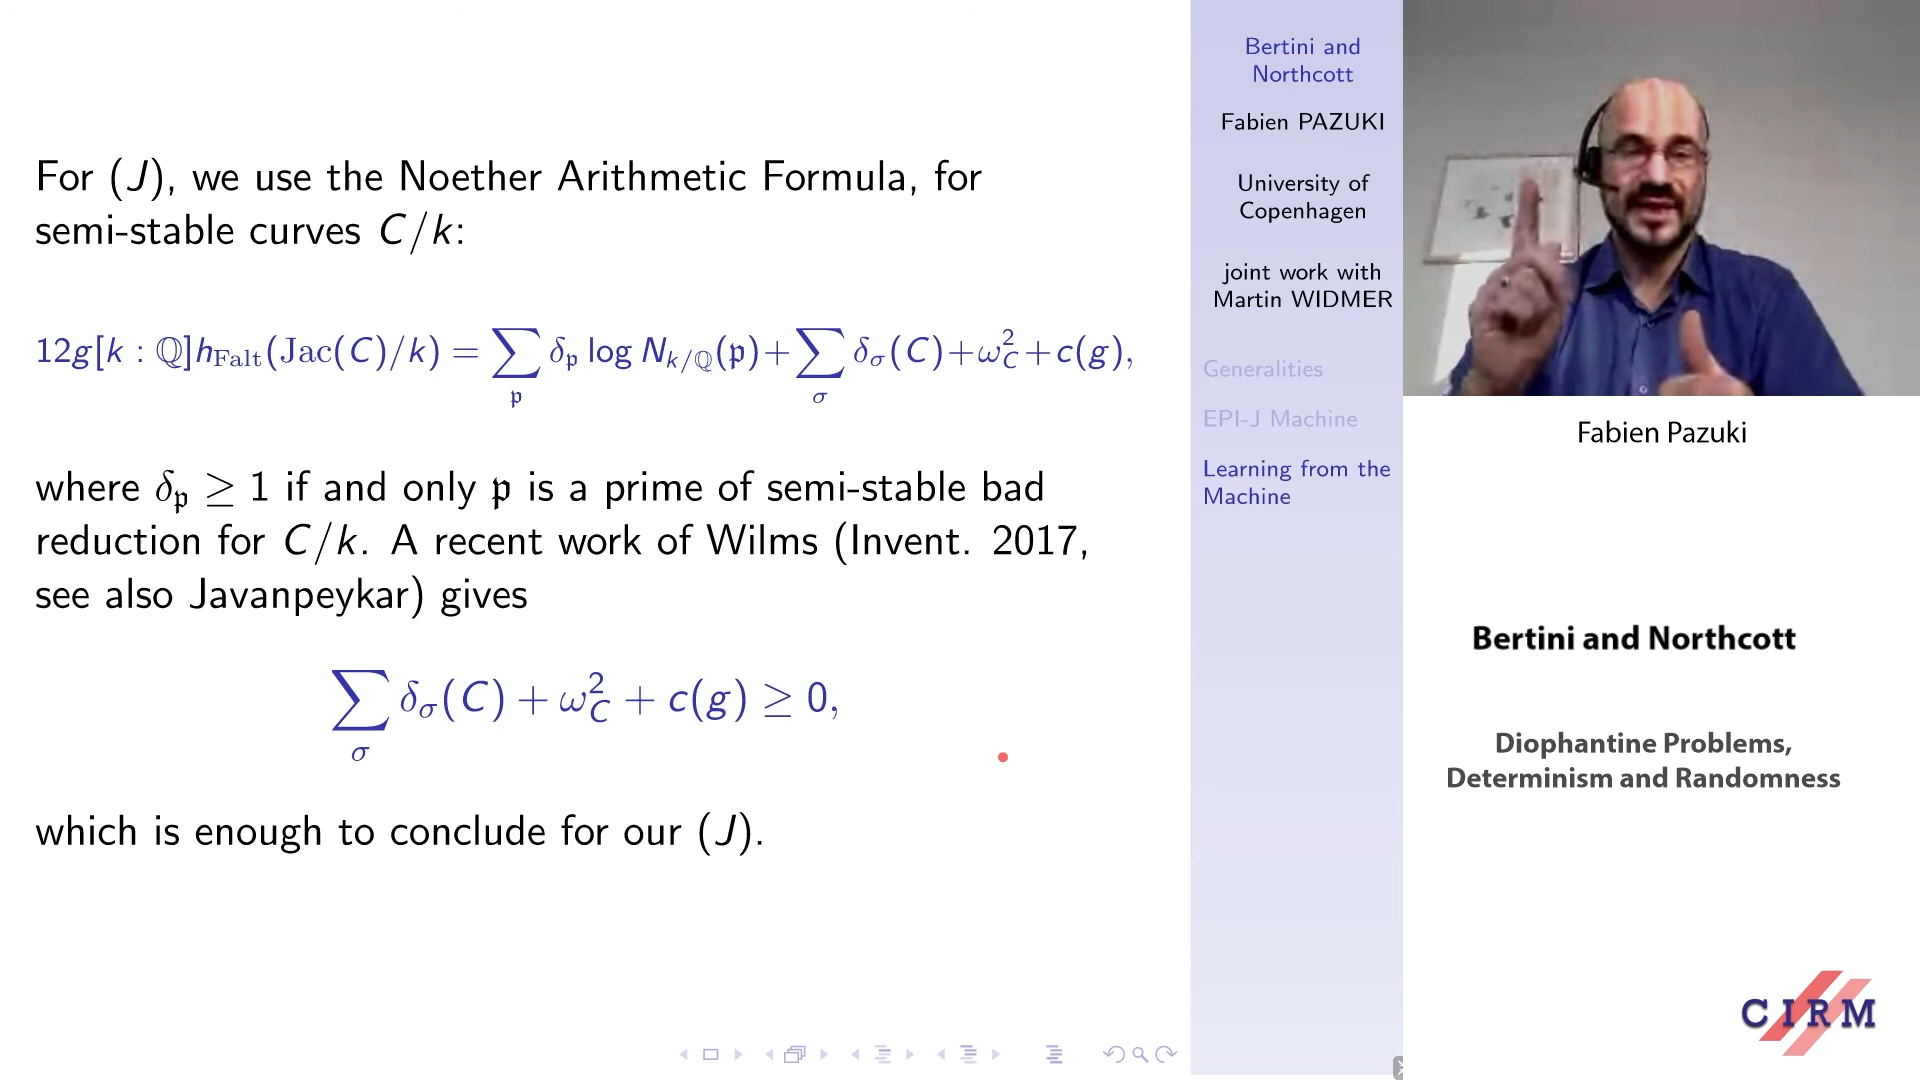 For (J), we use the Noether Arithmetic Formula, for
semi-stable curves C/k:
12g[k : ℚ]h_Falt(Jac(C)/k) = ∑_𝔭 δ_𝔭 log N_{k/ℚ}(𝔭) + ∑_σ δ_σ(C) + ω_C^2 + c(g),
where δ_𝔭 ≥ 1 if and only 𝔭 is a prime of semi-stable bad
reduction for C/k. A recent work of Wilms (Invent. 2017,
see also Javanpeykar) gives
∑_σ δ_σ(C) + ω_C^2 + c(g) ≥ 0,
which is enough to conclude for our (J).
Bertini and
Northcott
Fabien PAZUKI
University of
Copenhagen
joint work with
Martin WIDMER
Generalities
EPI-J Machine
Learning from the
Machine
Fabien Pazuki
Bertini and Northcott
Diophantine Problems,
Determinism and Randomness
CIRM